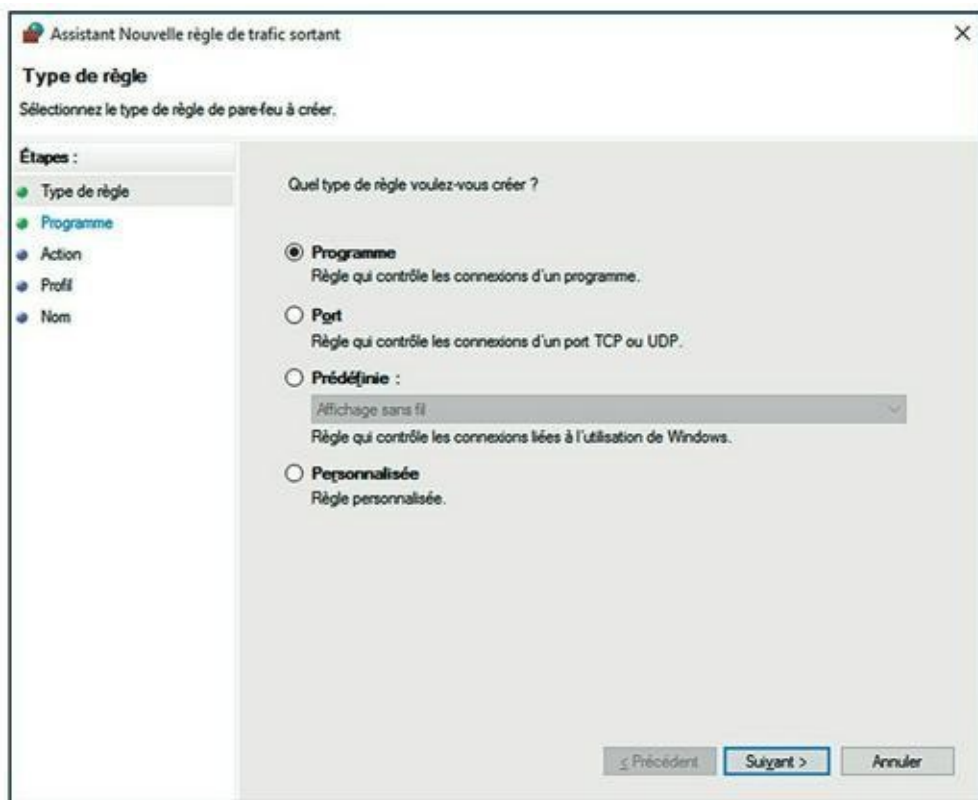 Assistant Nouvelle règle de trafic sortant
Type de règle
Sélectionnez le type de règle de pare-feu à créer.
Étapes :
Type de règle
Programme
Action
Profil
Nom
Quel type de règle voulez-vous créer ?
Programme
Règle qui contrôle les connexions d'un programme.
Port
Règle qui contrôle les connexions d'un port TCP ou UDP.
Prédéfinie :
Affichage sans fil
Règle qui contrôle les connexions liées à l'utilisation de Windows.
Personnalisée
Règle personnalisée.
< Précédent
Suivant >
Annuler